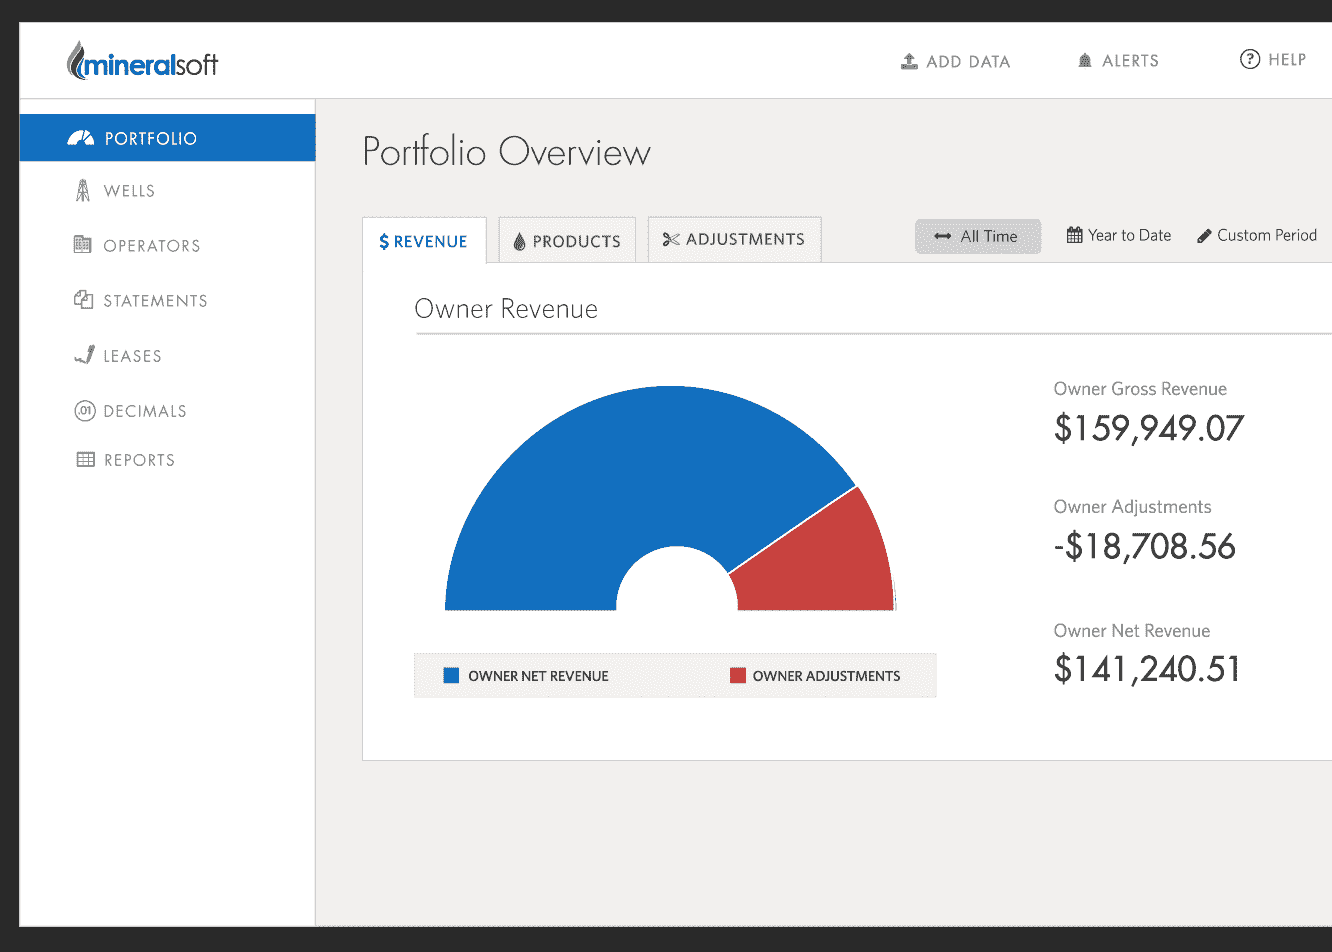 mineralsoft
ADD DATA
ALERTS
? HELP
PORTFOLIO
WELLS
OPERATORS
STATEMENTS
LEASES
.01 DECIMALS
REPORTS
Portfolio Overview
$ REVENUE
PRODUCTS
ADJUSTMENTS
All Time
Year to Date
Custom Period
Owner Revenue
Owner Gross Revenue
$159,949.07
Owner Adjustments
-$18,708.56
Owner Net Revenue
$141,240.51
OWNER NET REVENUE
OWNER ADJUSTMENTS